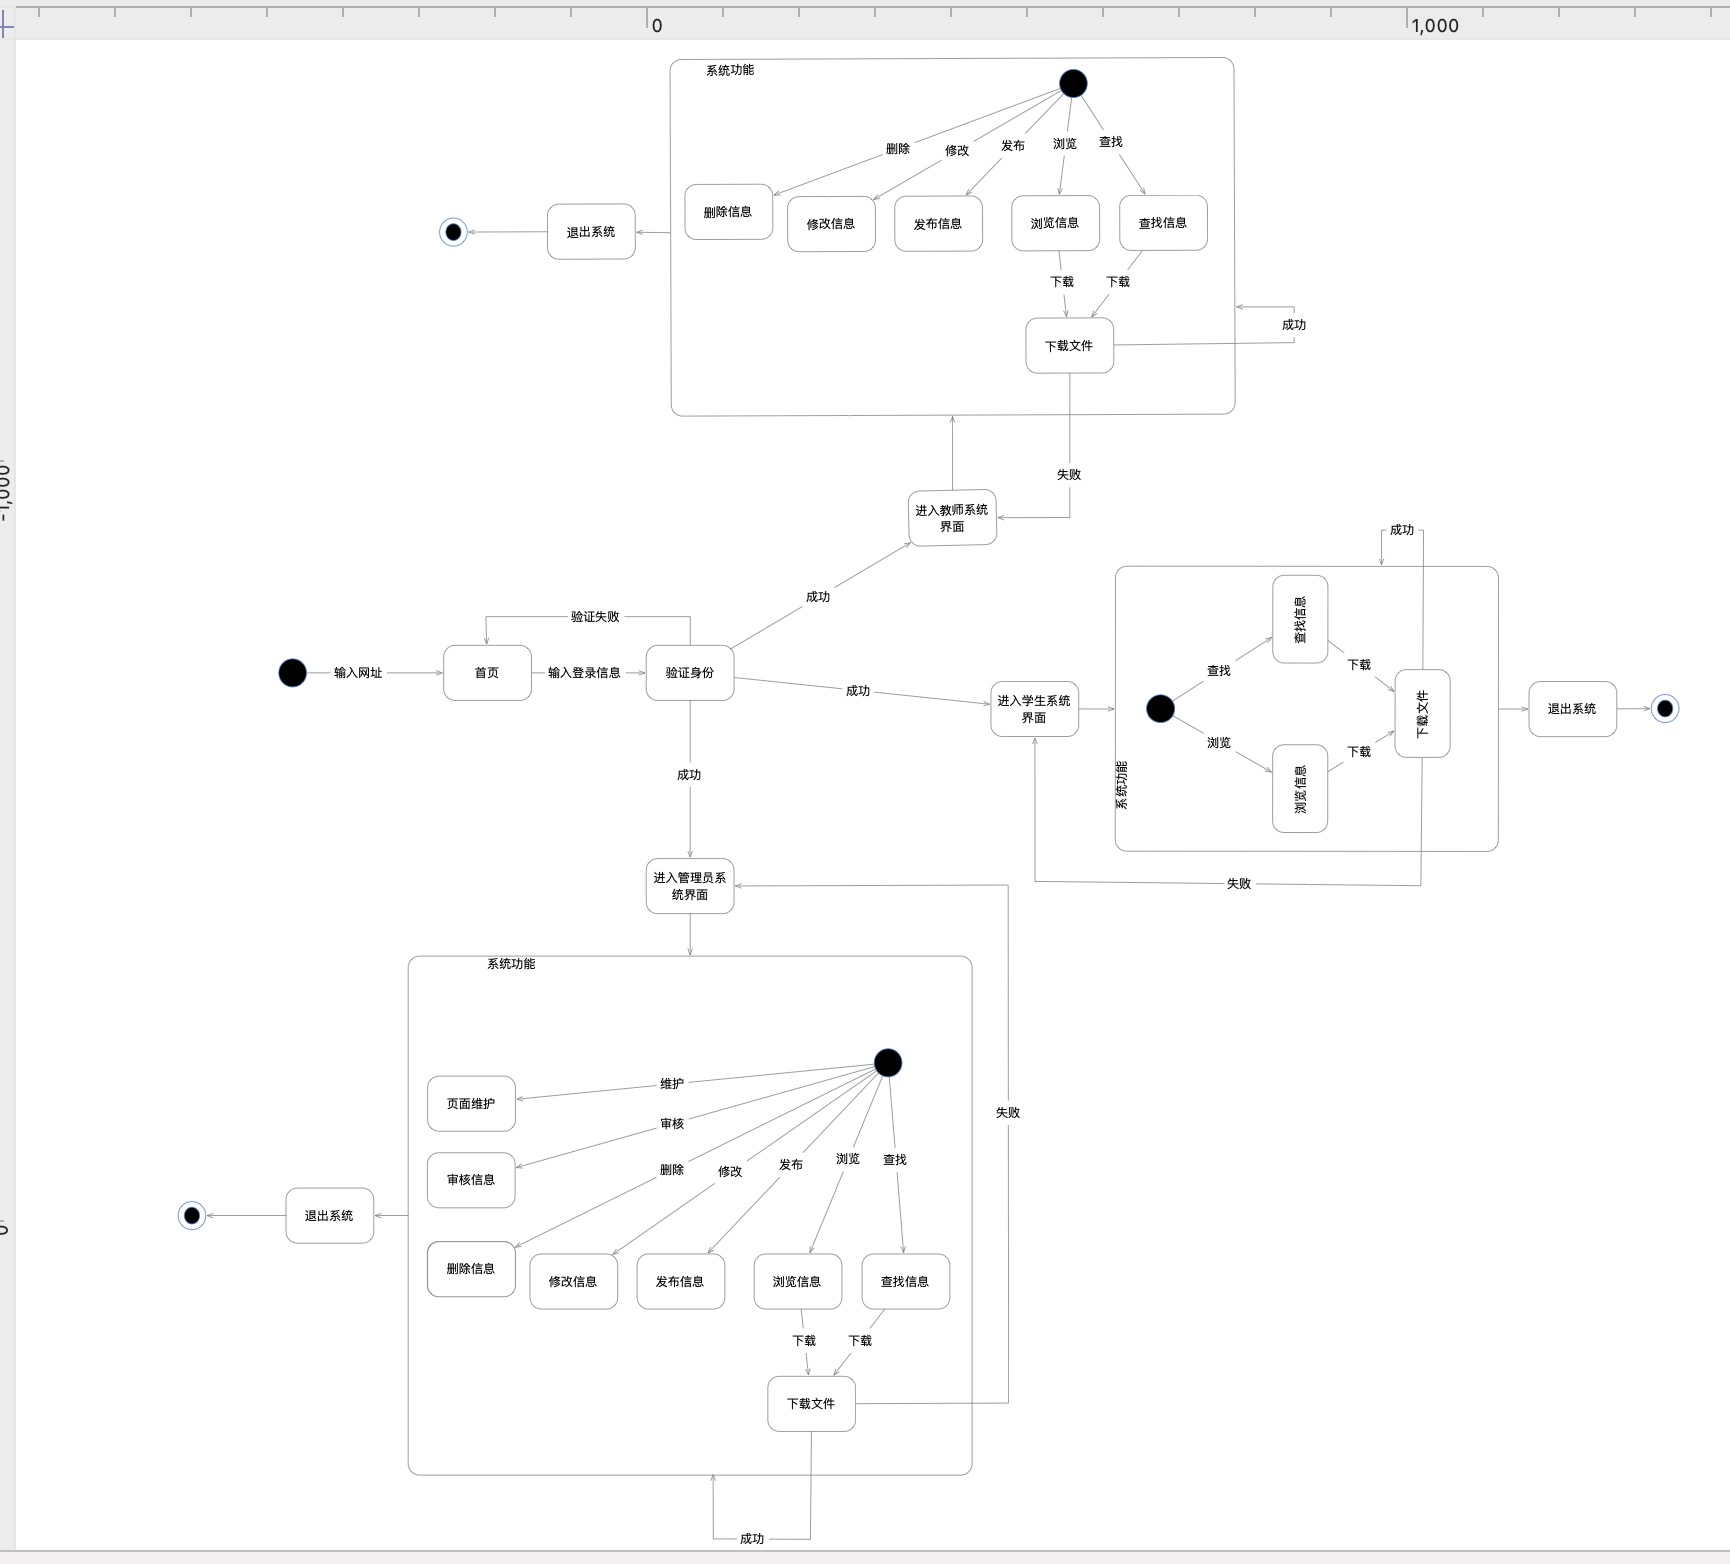 0
1,000
-1,000
0
系统功能
删除
修改
发布
浏览
查找
删除信息
修改信息
发布信息
浏览信息
查找信息
退出系统
下载
下载
成功
下载文件
失败
进入教师系统
界面
成功
成功
验证失败
输入网址
首页
输入登录信息
验证身份
成功
进入学生系统
界面
查找信息
查找
下载
浏览
下载
下载文件
浏览信息
系统功能
退出系统
失败
成功
进入管理员系
统界面
系统功能
维护
页面维护
审核
失败
审核信息
删除
修改
发布
浏览
查找
退出系统
删除信息
修改信息
发布信息
浏览信息
查找信息
下载
下载
下载文件
成功